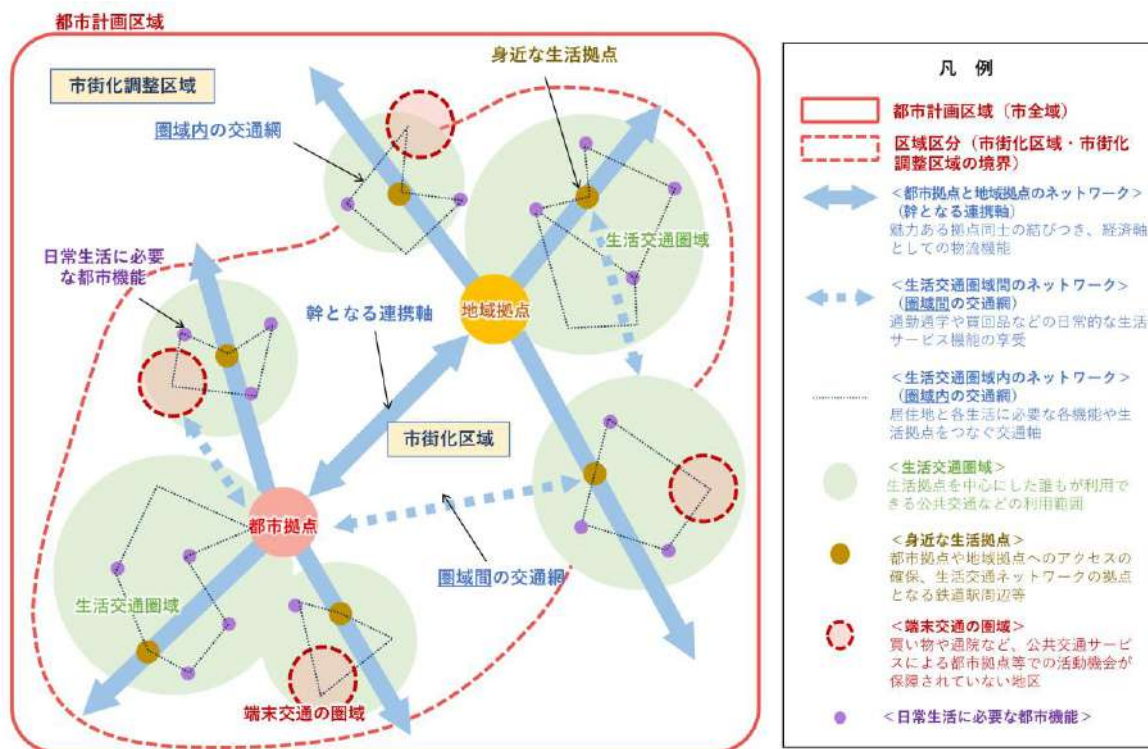 都市計画区域
市街化調整区域
身近な生活拠点
圏域内の交通網
生活交通圏域
日常生活に必要
な都市機能
幹となる連携軸
地域拠点
市街化区域
都市拠点
圏域間の交通網
生活交通圏域
端末交通の圏域
凡 例
都市計画区域（市全域）
区域区分（市街化区域・市街化
調整区域の境界）
＜都市拠点と地域拠点のネットワーク＞
（幹となる連携軸）
魅力ある拠点同士の結びつき、経済軸
としての物流機能
＜生活交通圏域間のネットワーク＞
（圏域間の交通網）
通勤通学や買回品などの日常的な生活
サービス機能の享受
＜生活交通圏域内のネットワーク＞
（圏域内の交通網）
居住地と各生活に必要な各機能や生
活拠点をつなぐ交通軸
＜生活交通圏域＞
生活拠点を中心にした誰もが利用で
きる公共交通などの利用範囲
＜身近な生活拠点＞
都市拠点や地域拠点へのアクセスの
確保、生活交通ネットワークの拠点
となる鉄道駅周辺等
＜端末交通の圏域＞
買い物や通院など、公共交通サービ
スによる都市拠点等での活動機会が
保障されていない地区
＜日常生活に必要な都市機能＞